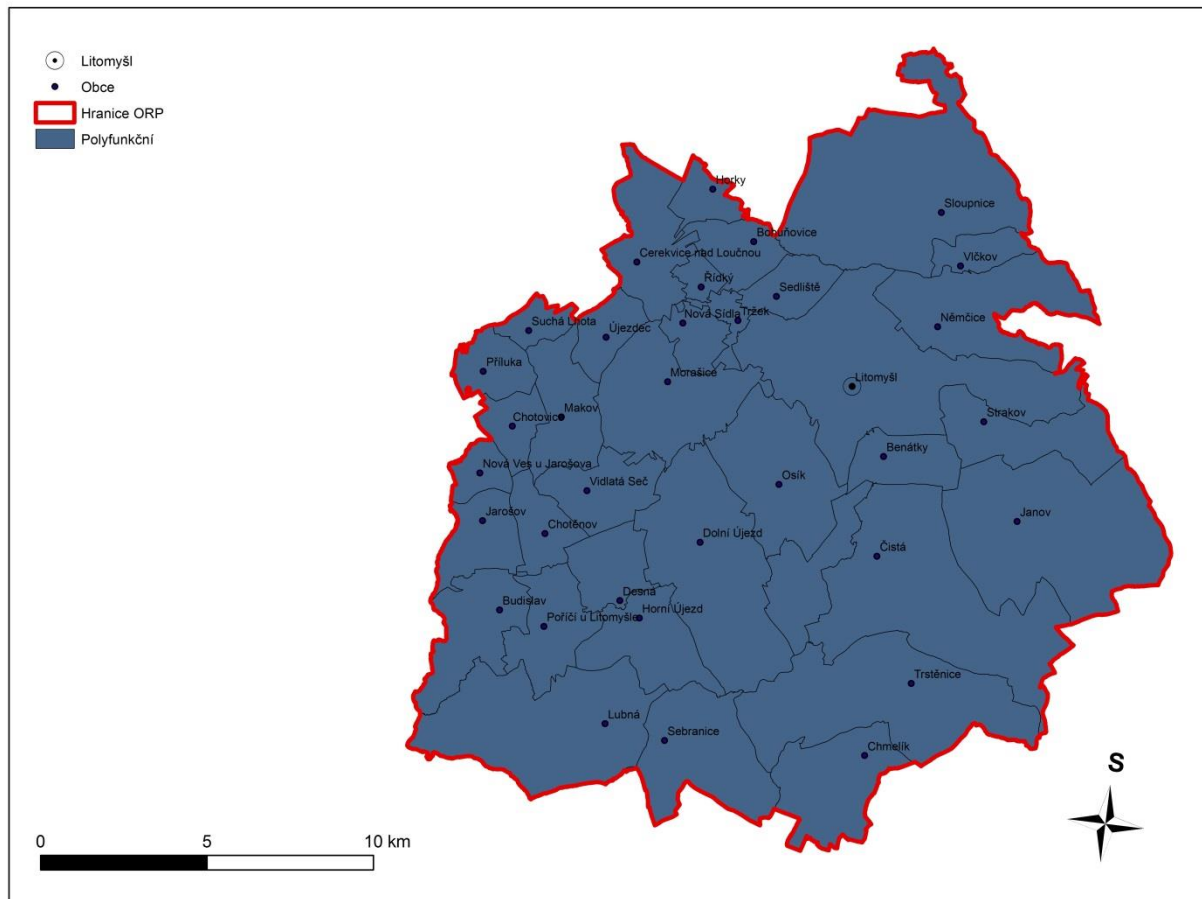 Litomyšl
Obce
Hranice ORP
Polyfunkční
Horky
Sloupnice
Bohuňovice
Cerekvice nad Loučnou
Vlčkov
Řídký
Sedliště
Nová Sídla
Tržek
Němčice
Suchá Lhota
Újezdec
Příluka
Morašice
Litomyšl
Makov
Chotovice
Strakov
Benátky
Nová Ves u Jarošova
Vidlatá Seč
Osík
Jarošov
Janov
Chotěnov
Dolní Újezd
Čistá
Desná
Budislav
Horní Újezd
Poříčí u Litomyšle
Trstěnice
Lubná
Sebranice
Chmelík
S
0 5 10 km